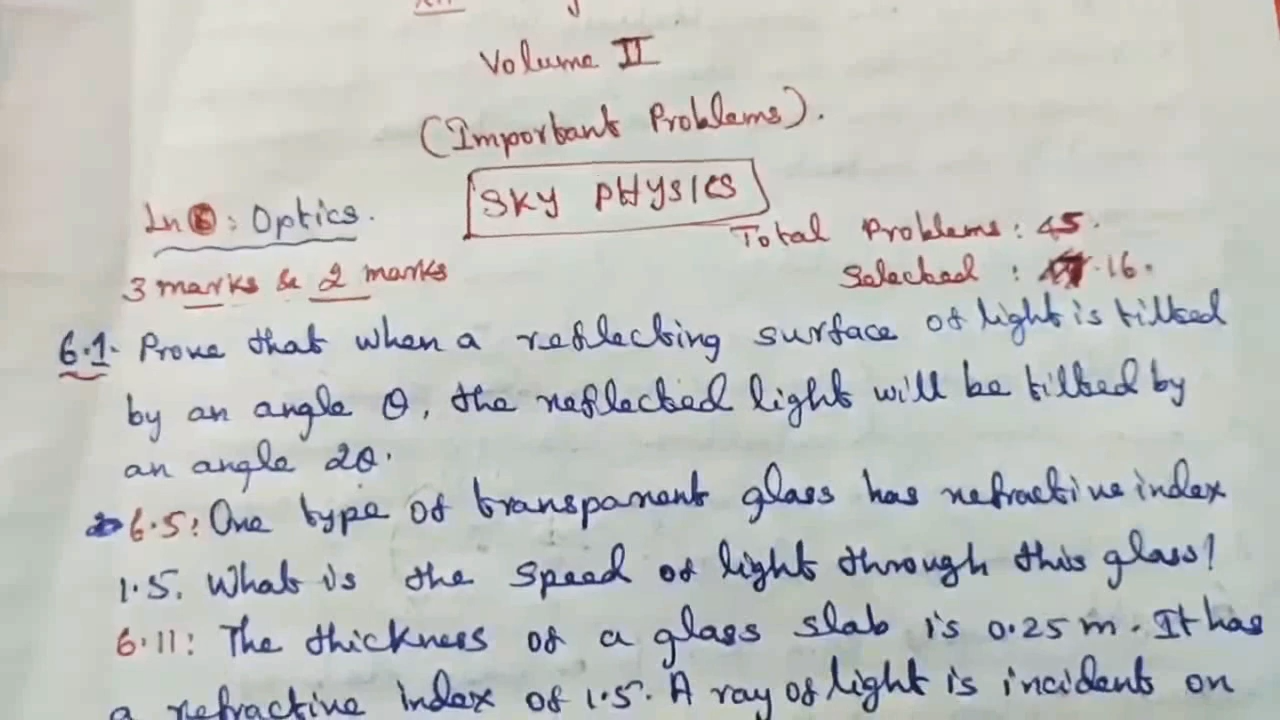 Volume II
(Important Problems).
SKY PHYSICS
Ln 6: Optics.
Total Problems: 45.
3 marks & 2 marks
Selected : 16.
6.1. Prove that when a reflecting surface of light is tilted
by an angle θ, the reflected light will be tilted by
an angle 2θ.
6.5: One type of transparent glass has refractive index
1.5. What is the speed of light through this glass?
6.11: The thickness of a glass slab is 0.25 m. It has
a refractive index of 1.5. A ray of light is incident on